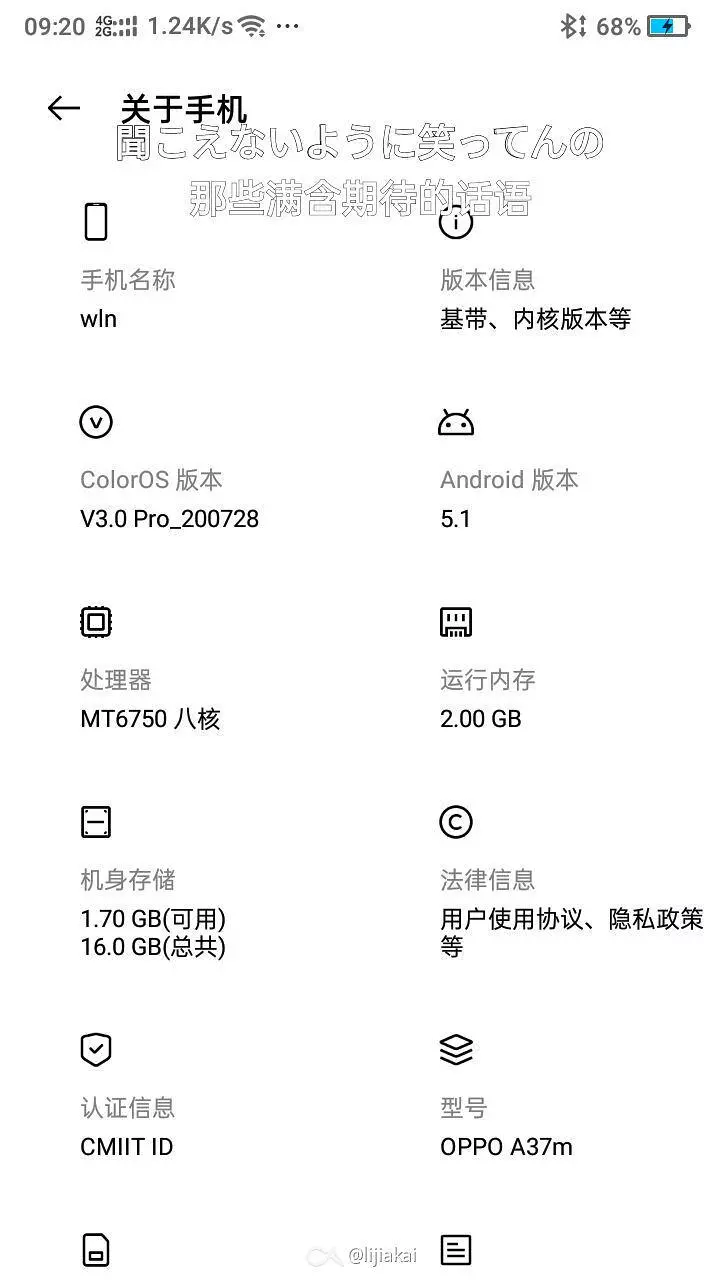 09:20 4G 2G 1.24K/s ··· 68%
关于手机
聞こえないように笑ってんの
那些满含期待的话语
手机名称 版本信息
wln 基带、内核版本等
ColorOS 版本 Android 版本
V3.0 Pro_200728 5.1
处理器 运行内存
MT6750 八核 2.00 GB
机身存储 法律信息
1.70 GB(可用) 用户使用协议、隐私政策
16.0 GB(总共) 等
认证信息 型号
CMIIT ID OPPO A37m
@lijiakai